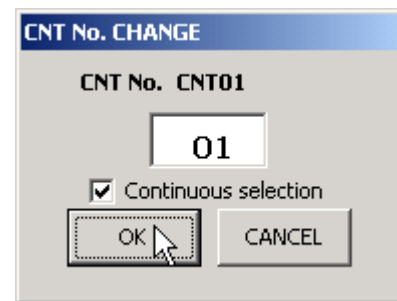 CNT No. CHANGE
CNT No. CNT01
01
Continuous selection
OK CANCEL